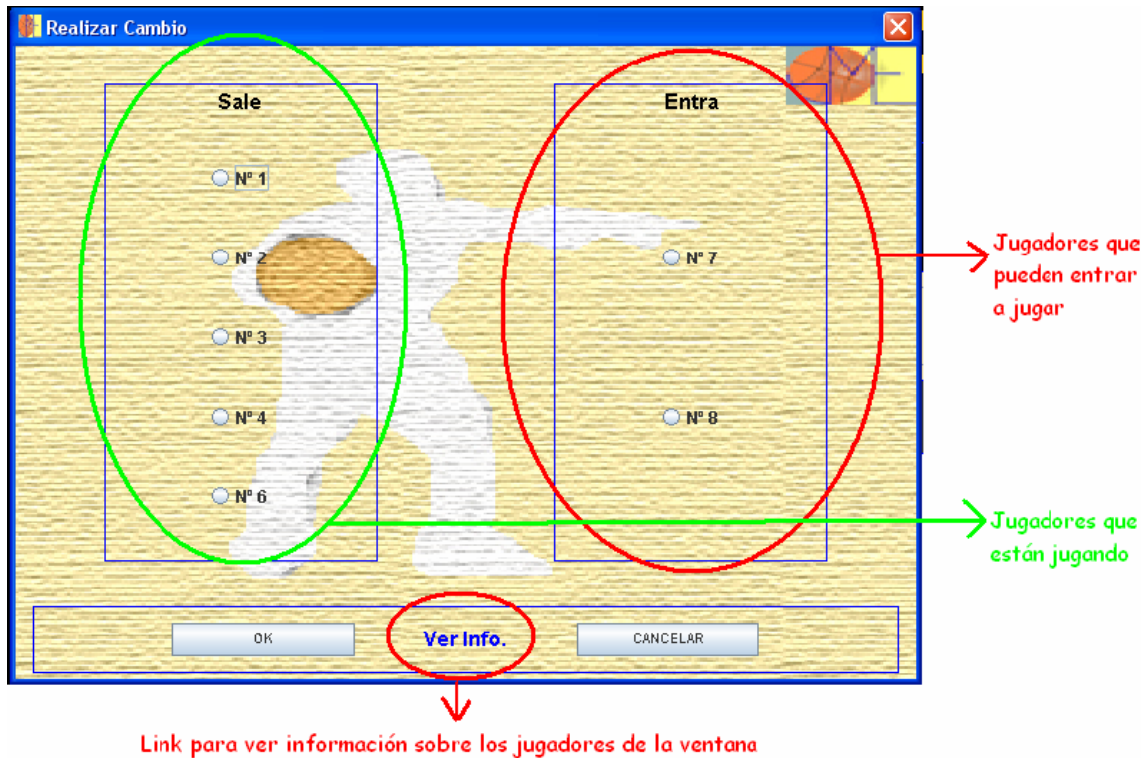 Realizar Cambio
Sale
Entra
Nº 1
Nº 2
Nº 7
Nº 3
Nº 4
Nº 8
Nº 6
OK
Ver Info.
CANCELAR
Jugadores que
pueden entrar
a jugar
Jugadores que
están jugando
Link para ver información sobre los jugadores de la ventana